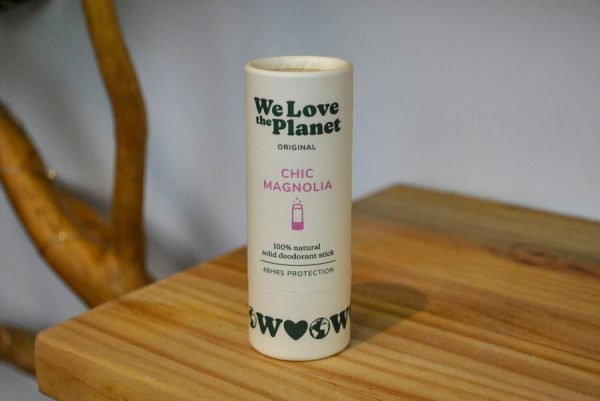 We Love
the Planet
ORIGINAL
CHIC
MAGNOLIA
100% natural
solid deodorant stick
48HRS PROTECTION
W W